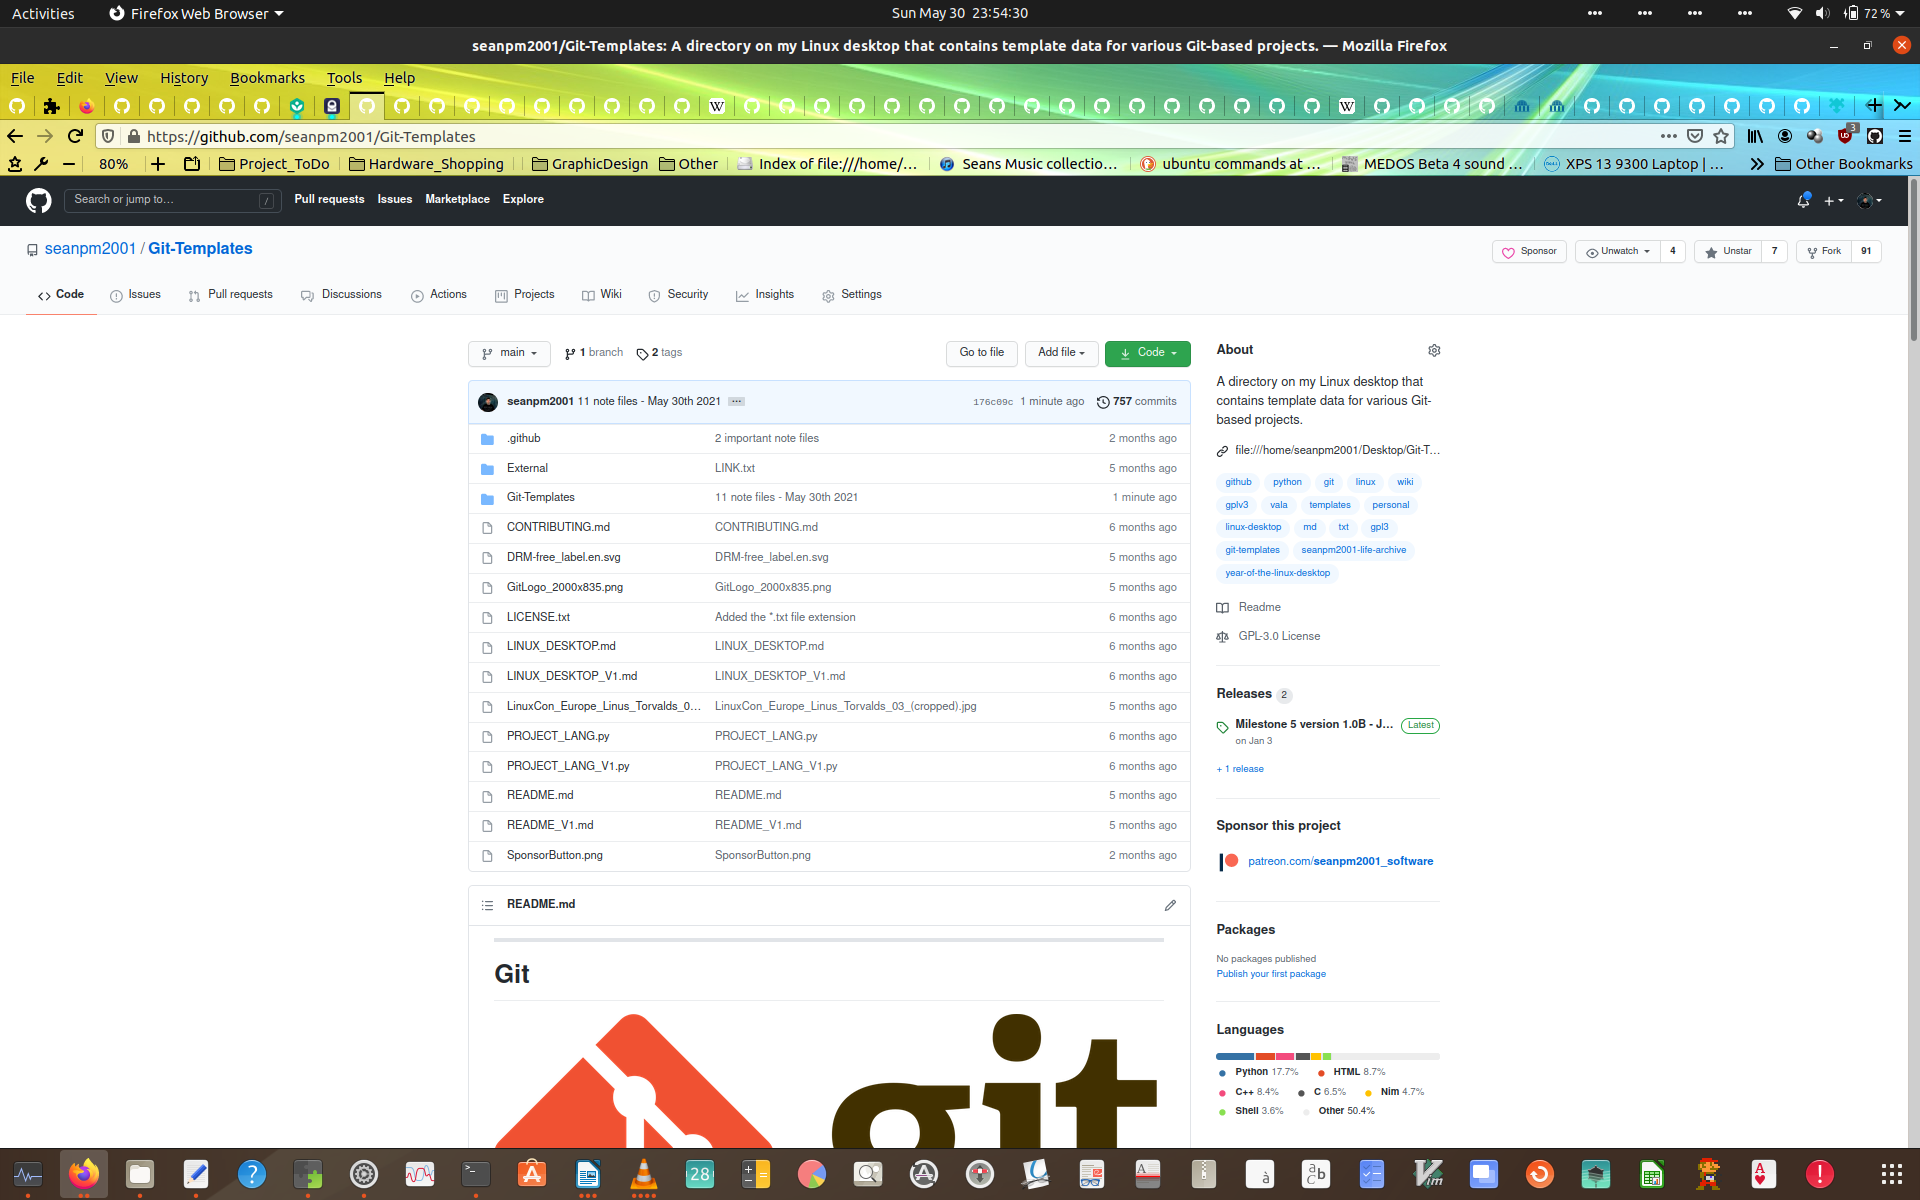 Activities Firefox Web Browser Sun May 30 23:54:30 72 %
seanpm2001/Git-Templates: A directory on my Linux desktop that contains template data for various Git-based projects. — Mozilla Firefox
File Edit View History Bookmarks Tools Help
https://github.com/seanpm2001/Git-Templates 3
80% Project_ToDo Hardware_Shopping GraphicDesign Other Index of file:///home/... Seans Music collectio... ubuntu commands at ... MEDOS Beta 4 sound ... XPS 13 9300 Laptop | ... Other Bookmarks
Search or jump to... / Pull requests Issues Marketplace Explore
seanpm2001 / Git-Templates Sponsor Unwatch 4 Unstar 7 Fork 91
Code Issues Pull requests Discussions Actions Projects Wiki Security Insights Settings
main 1 branch 2 tags Go to file Add file Code
seanpm2001 11 note files - May 30th 2021 ... 176c09c 1 minute ago 757 commits
.github 2 important note files 2 months ago
External LINK.txt 5 months ago
Git-Templates 11 note files - May 30th 2021 1 minute ago
CONTRIBUTING.md CONTRIBUTING.md 6 months ago
DRM-free_label.en.svg DRM-free_label.en.svg 5 months ago
GitLogo_2000x835.png GitLogo_2000x835.png 5 months ago
LICENSE.txt Added the *.txt file extension 6 months ago
LINUX_DESKTOP.md LINUX_DESKTOP.md 6 months ago
LINUX_DESKTOP_V1.md LINUX_DESKTOP_V1.md 6 months ago
LinuxCon_Europe_Linus_Torvalds_0... LinuxCon_Europe_Linus_Torvalds_03_(cropped).jpg 5 months ago
PROJECT_LANG.py PROJECT_LANG.py 6 months ago
PROJECT_LANG_V1.py PROJECT_LANG_V1.py 6 months ago
README.md README.md 5 months ago
README_V1.md README_V1.md 5 months ago
SponsorButton.png SponsorButton.png 2 months ago
README.md
Git
git
About
A directory on my Linux desktop that
contains template data for various Git-
based projects.
file:///home/seanpm2001/Desktop/Git-T...
github python git linux wiki
gplv3 vala templates personal
linux-desktop md txt gpl3
git-templates seanpm2001-life-archive
year-of-the-linux-desktop
Readme
GPL-3.0 License
Releases 2
Milestone 5 version 1.0B - J... Latest
on Jan 3
+ 1 release
Sponsor this project
patreon.com/seanpm2001_software
Packages
No packages published
Publish your first package
Languages
Python 17.7% HTML 8.7%
C++ 8.4% C 6.5% Nim 4.7%
Shell 3.6% Other 50.4%
28